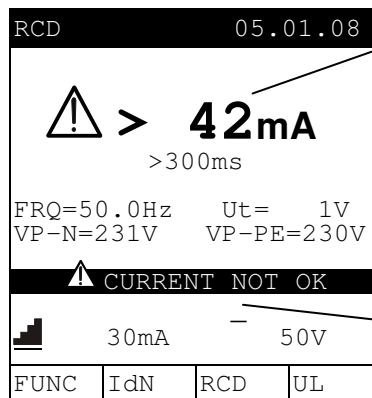 RCD 05.01.08
> 42mA
>300ms
FRQ=50.0Hz Ut= 1V
VP-N=231V VP-PE=230V
CURRENT NOT OK
30mA 50V
FUNC IdN RCD UL